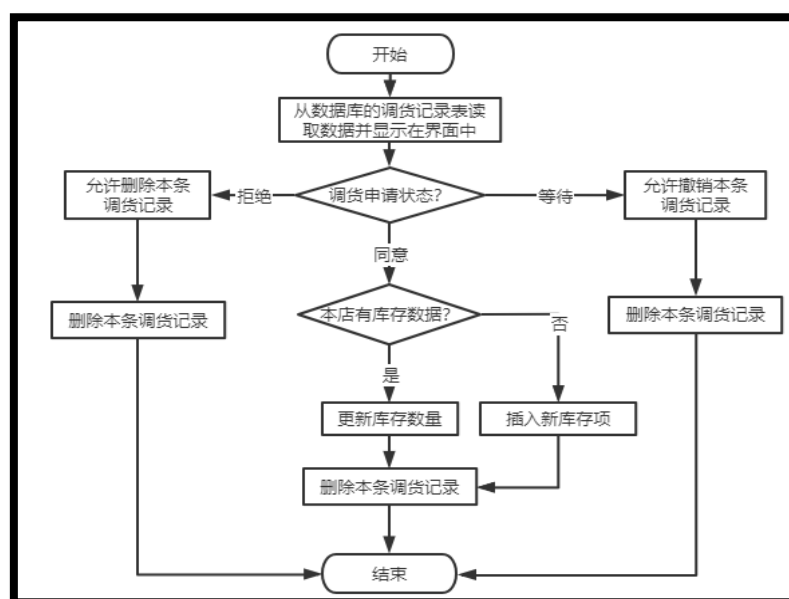 开始
从数据库的调货记录表读
取数据并显示在界面中
允许删除本条
调货记录
拒绝
调货申请状态?
等待
允许撤销本条
调货记录
同意
删除本条调货记录
本店有库存数据?
否
删除本条调货记录
是
更新库存数量
插入新库存项
删除本条调货记录
结束